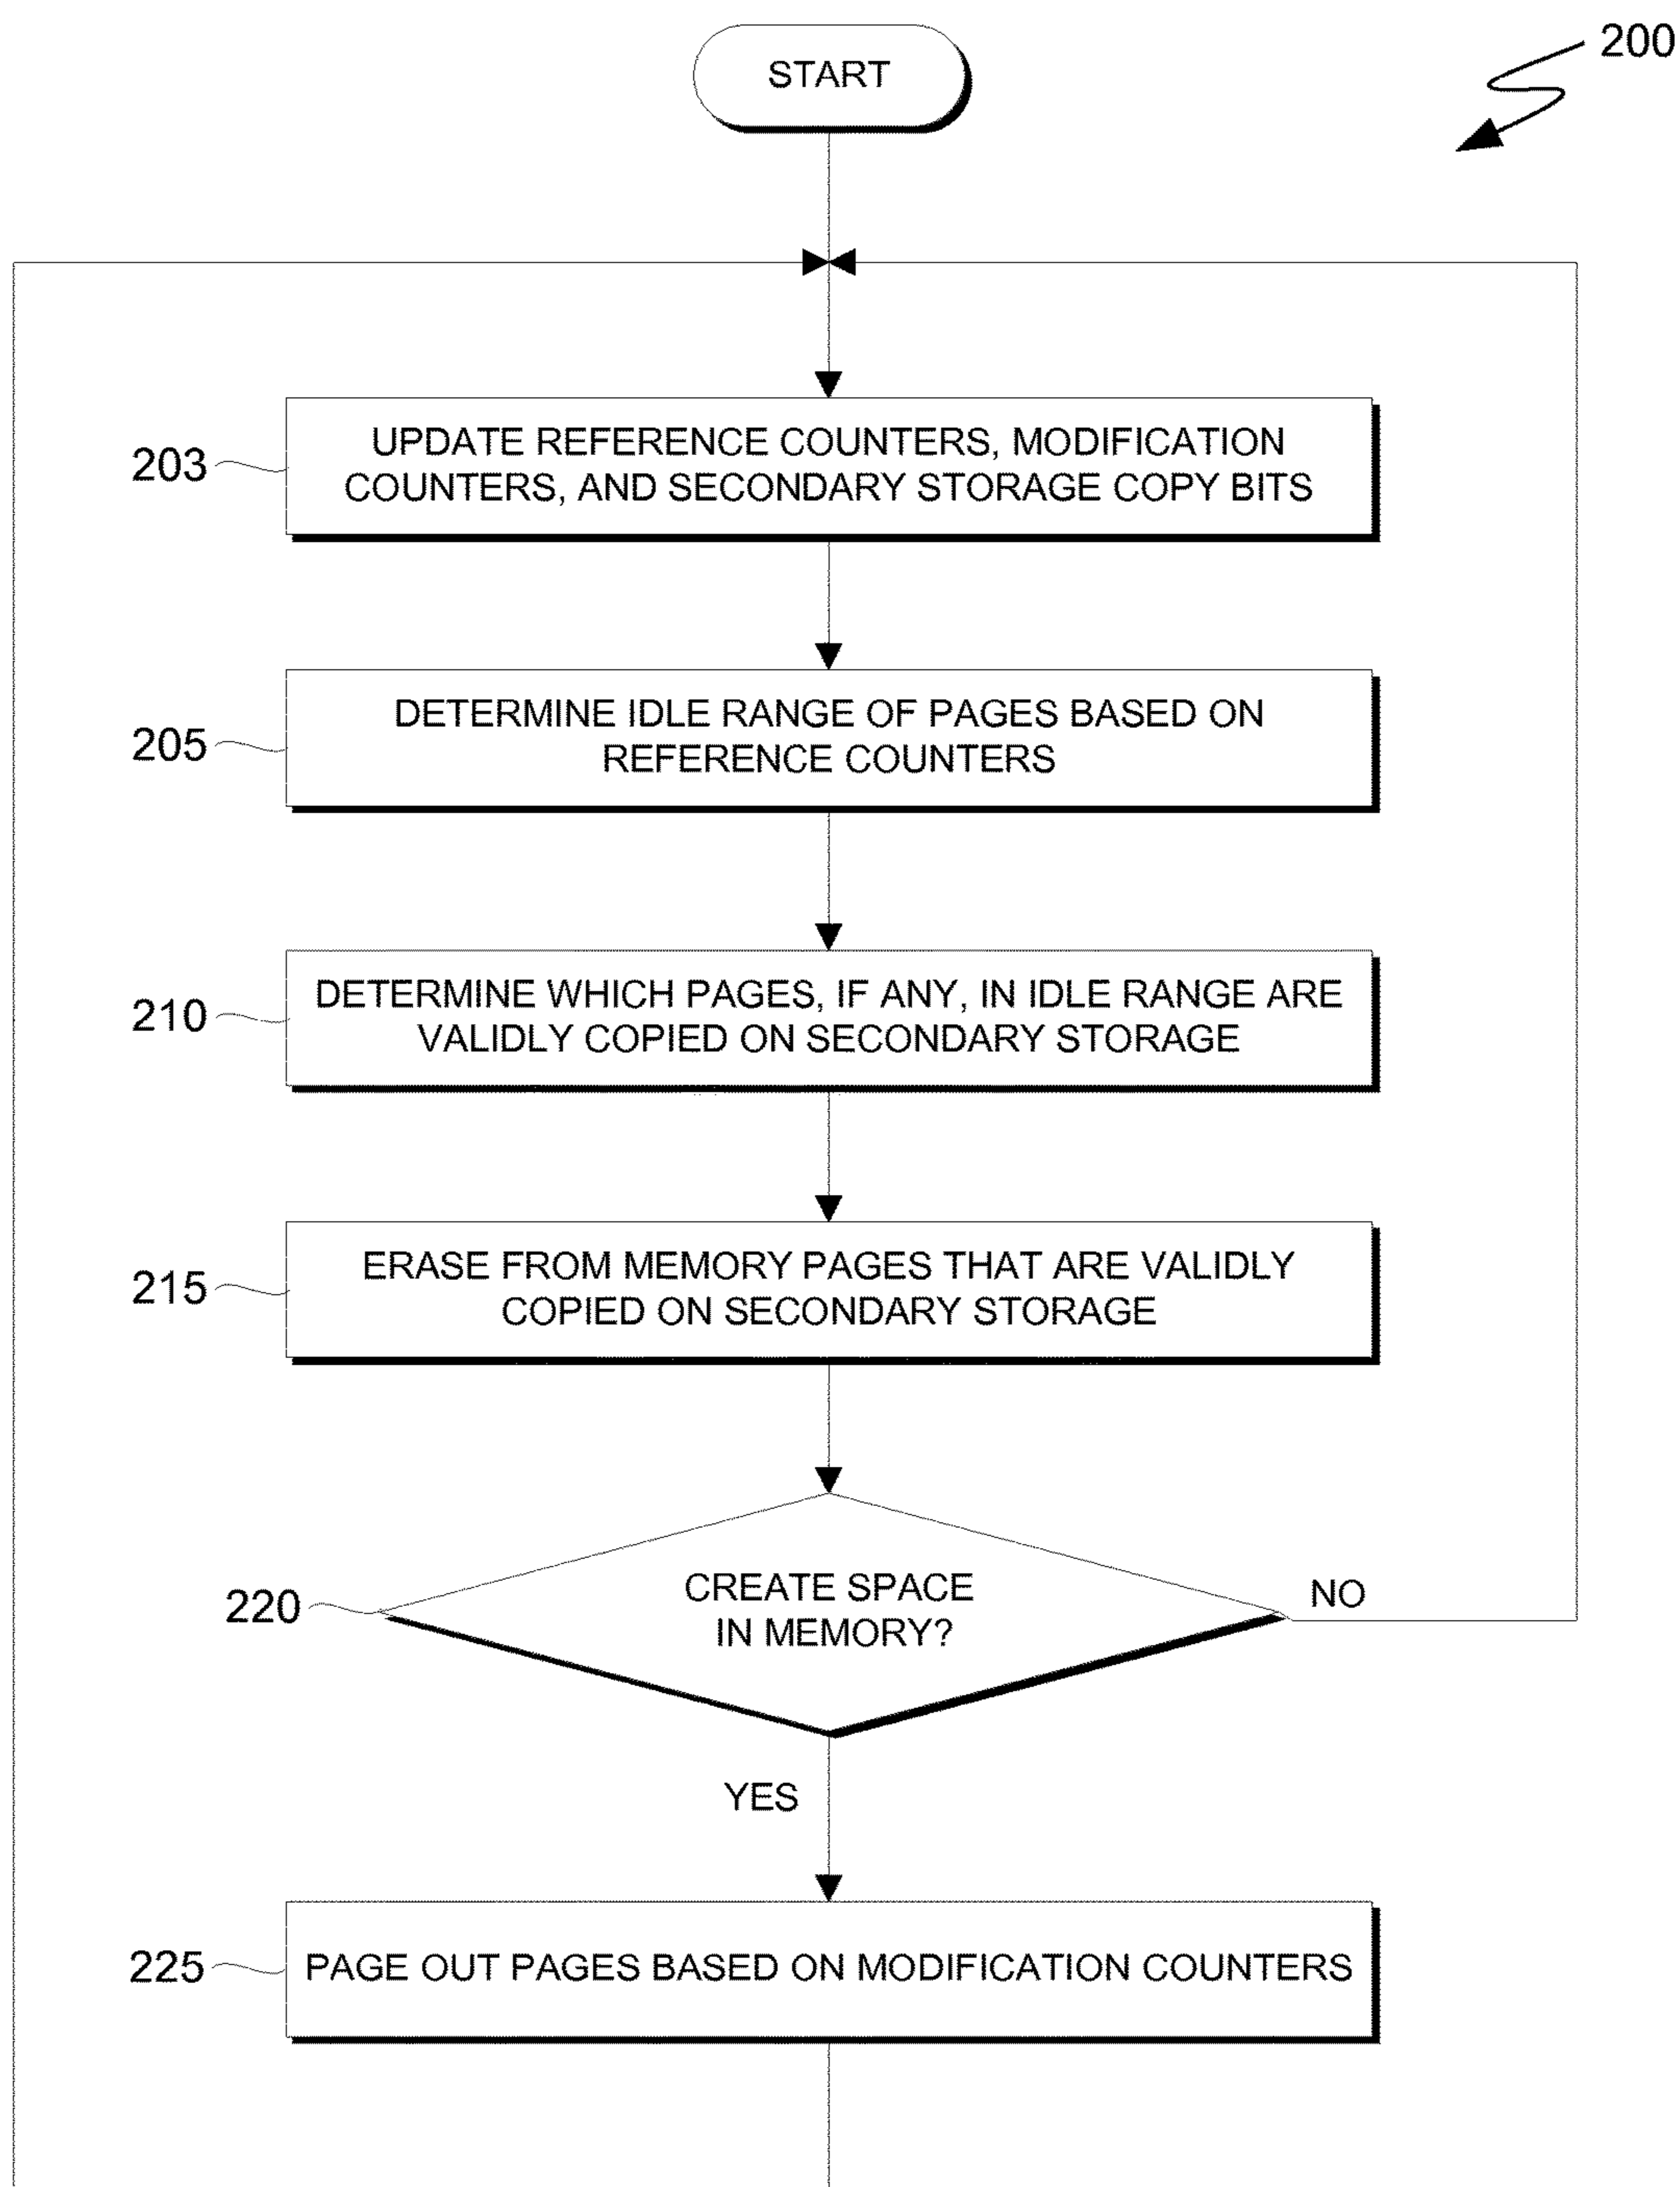 200
START
203
UPDATE REFERENCE COUNTERS, MODIFICATION
COUNTERS, AND SECONDARY STORAGE COPY BITS
205
DETERMINE IDLE RANGE OF PAGES BASED ON
REFERENCE COUNTERS
210
DETERMINE WHICH PAGES, IF ANY, IN IDLE RANGE ARE
VALIDLY COPIED ON SECONDARY STORAGE
215
ERASE FROM MEMORY PAGES THAT ARE VALIDLY
COPIED ON SECONDARY STORAGE
220
CREATE SPACE
IN MEMORY?
NO
YES
225
PAGE OUT PAGES BASED ON MODIFICATION COUNTERS